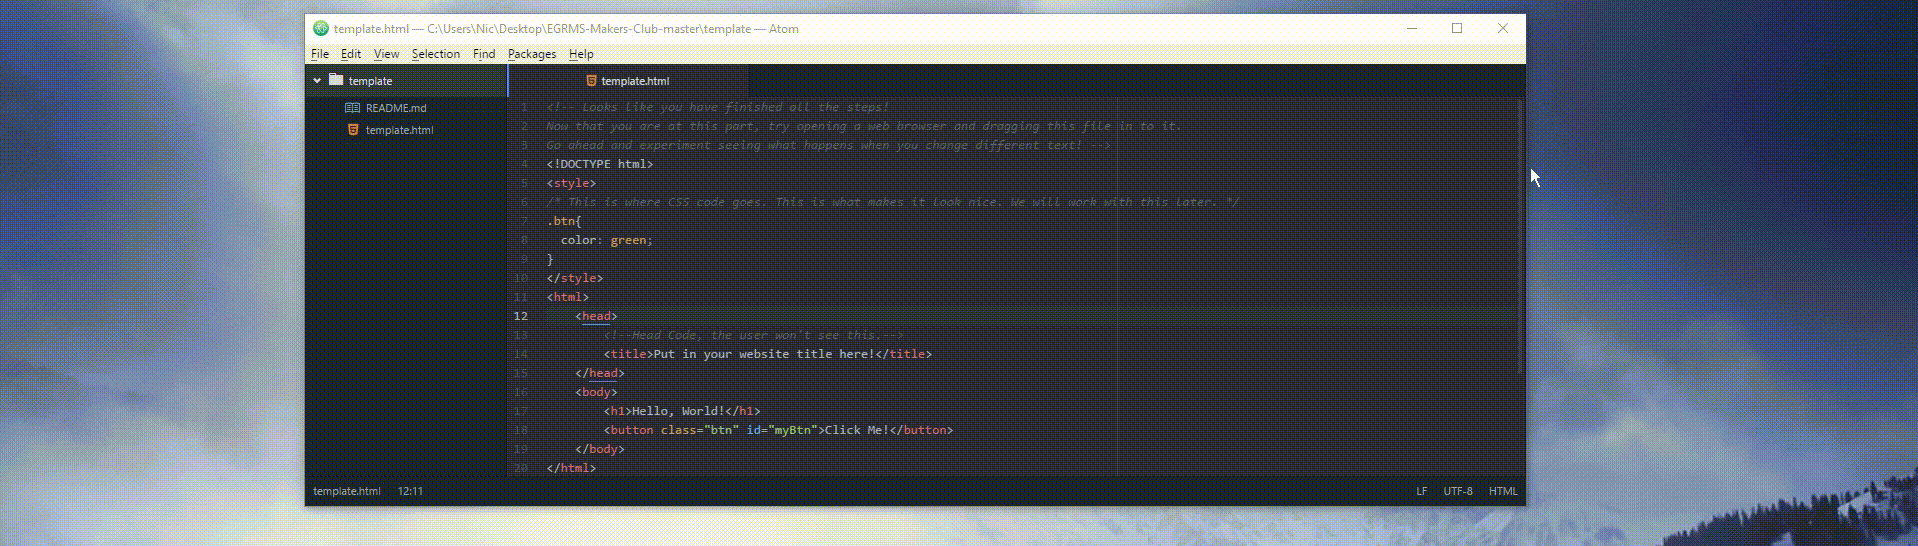 template.html — C:\Users\Nic\Desktop\EGRMS-Makers-Club-master\template — Atom
File Edit View Selection Find Packages Help
template
README.md
template.html
template.html
1 <!-- Looks like you have finished all the steps!
2 Now that you are at this part, try opening a web browser and dragging this file in to it.
3 Go ahead and experiment seeing what happens when you change different text! -->
4 <!DOCTYPE html>
5 <style>
6 /* This is where CSS code goes. This is what makes it look nice. We will work with this later. */
7 .btn{
8   color: green;
9 }
10 </style>
11 <html>
12     <head>
13         <!--Head Code, the user won't see this.-->
14         <title>Put in your website title here!</title>
15     </head>
16     <body>
17         <h1>Hello, World!</h1>
18         <button class="btn" id="myBtn">Click Me!</button>
19     </body>
20 </html>
template.html 12:11 LF UTF-8 HTML